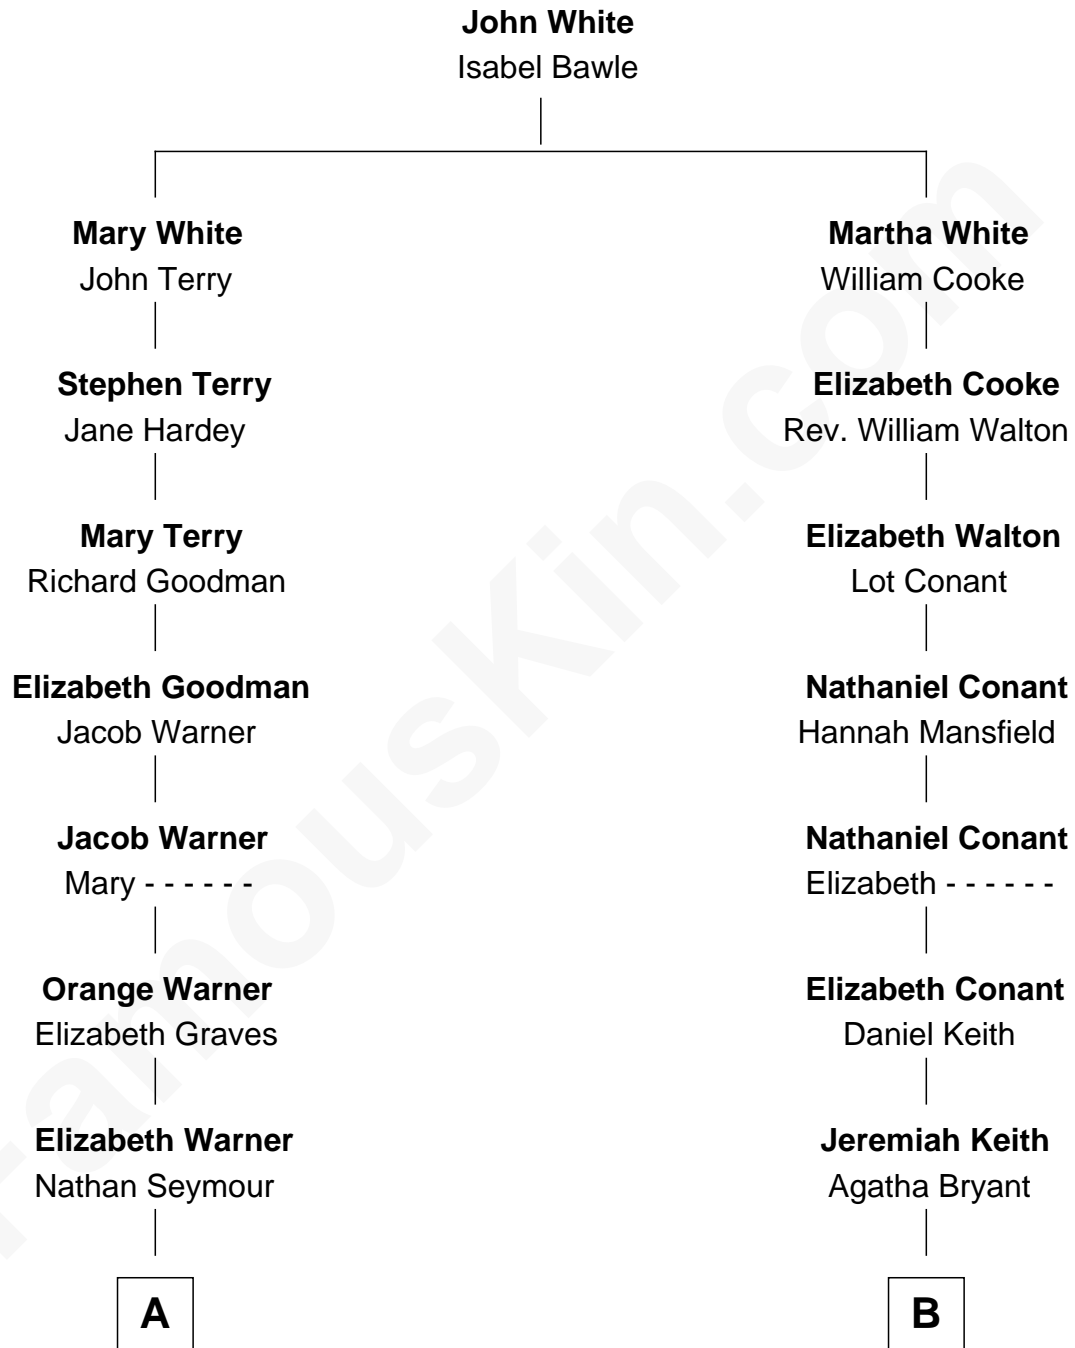 John White
Isabel Bawle
Mary White
John Terry
Martha White
William Cooke
Stephen Terry
Jane Hardey
Elizabeth Cooke
Rev. William Walton
Mary Terry
Richard Goodman
Elizabeth Walton
Lot Conant
Elizabeth Goodman
Jacob Warner
Nathaniel Conant
Hannah Mansfield
Jacob Warner
Mary - - - - - -
Nathaniel Conant
Elizabeth - - - - - -
Orange Warner
Elizabeth Graves
Elizabeth Conant
Daniel Keith
Elizabeth Warner
Nathan Seymour
Jeremiah Keith
Agatha Bryant
A
B
FamousKin.com